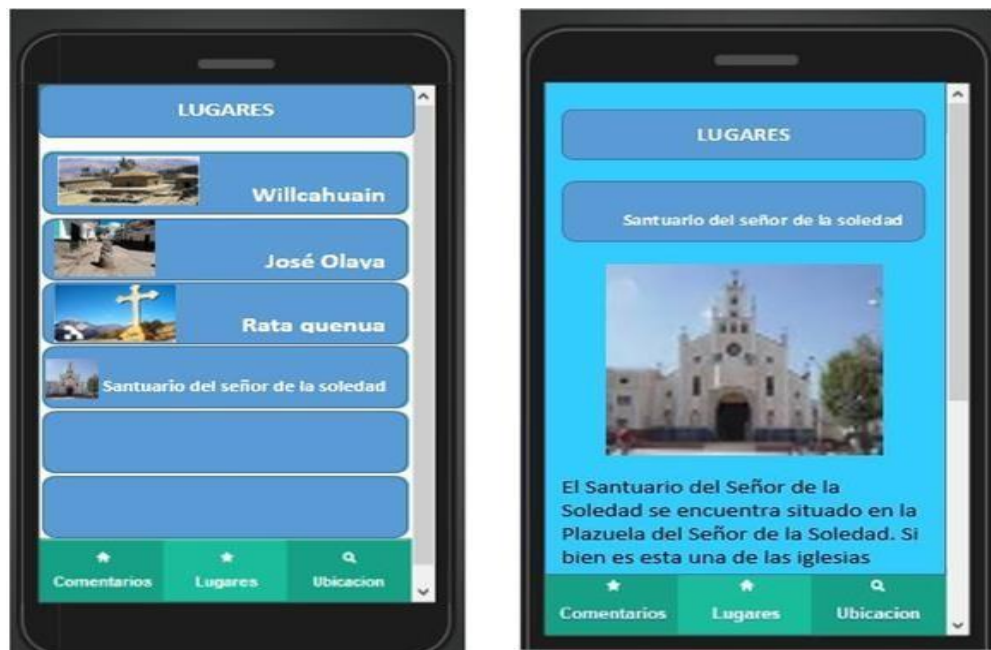 LUGARES
Willcahuain
José Olaya
Rata quenua
Santuario del señor de la soledad
Comentarios Lugares Ubicacion
LUGARES
Santuario del señor de la soledad
El Santuario del Señor de la
Soledad se encuentra situado en la
Plazuela del Señor de la Soledad. Si
bien es esta una de las iglesias
Comentarios Lugares Ubicacion